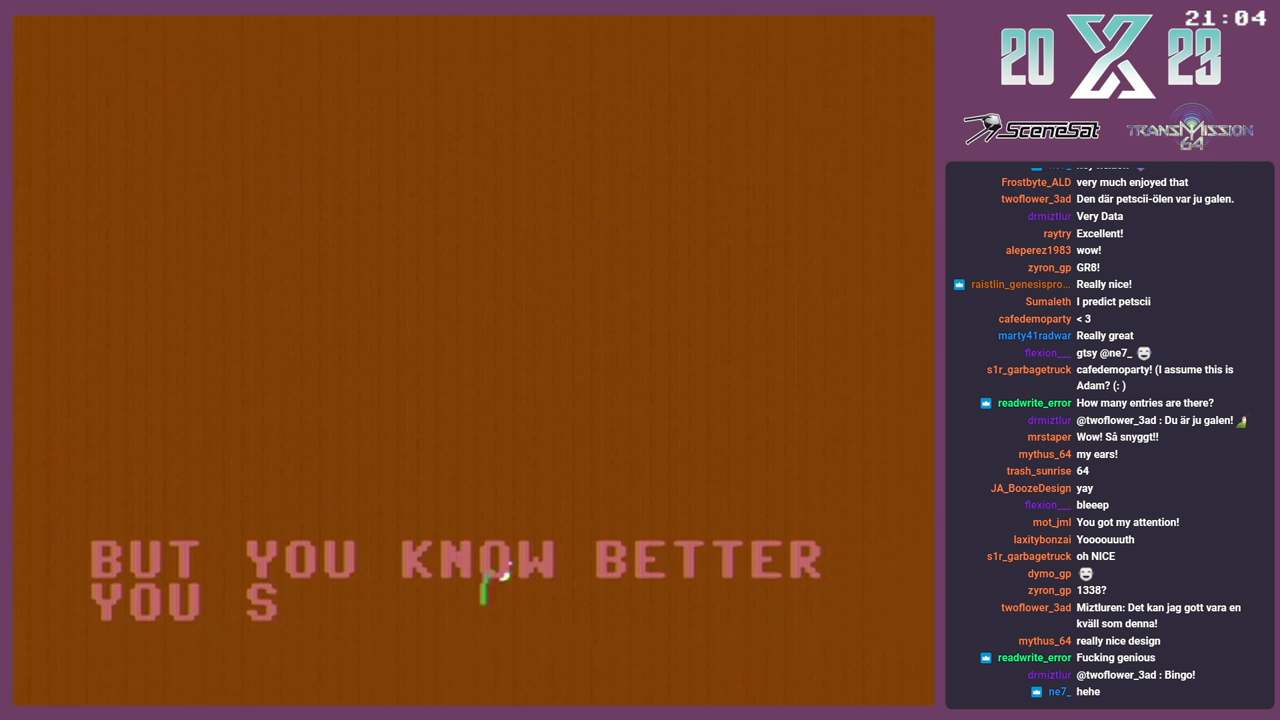 BUT YOU KNOW BETTER
YOU S
21:04
20 X 23
SCENESAT
TRANSMISSION
64
Frostbyte_ALD very much enjoyed that
twoflower_3ad Den där petscii-ölen var ju galen.
drmiztlur Very Data
raytry Excellent!
aleperez1983 wow!
zyron_gp GR8!
raistlin_genesispro... Really nice!
Sumaleth I predict petscii
cafedemoparty < 3
marty41radwar Really great
flexion___ gtsy @ne7_
s1r_garbagetruck cafedemoparty! (I assume this is
Adam? (: )
readwrite_error How many entries are there?
drmiztlur @twoflower_3ad : Du är ju galen!
mrstaper Wow! Så snyggt!!
mythus_64 my ears!
trash_sunrise 64
JA_BoozeDesign yay
flexion___ bleeep
mot_jml You got my attention!
laxitybonzai Yoooouuuth
s1r_garbagetruck oh NICE
dymo_gp
zyron_gp 1338?
twoflower_3ad Miztluren: Det kan jag gott vara en
kväll som denna!
mythus_64 really nice design
readwrite_error Fucking genious
drmiztlur @twoflower_3ad : Bingo!
ne7_ hehe